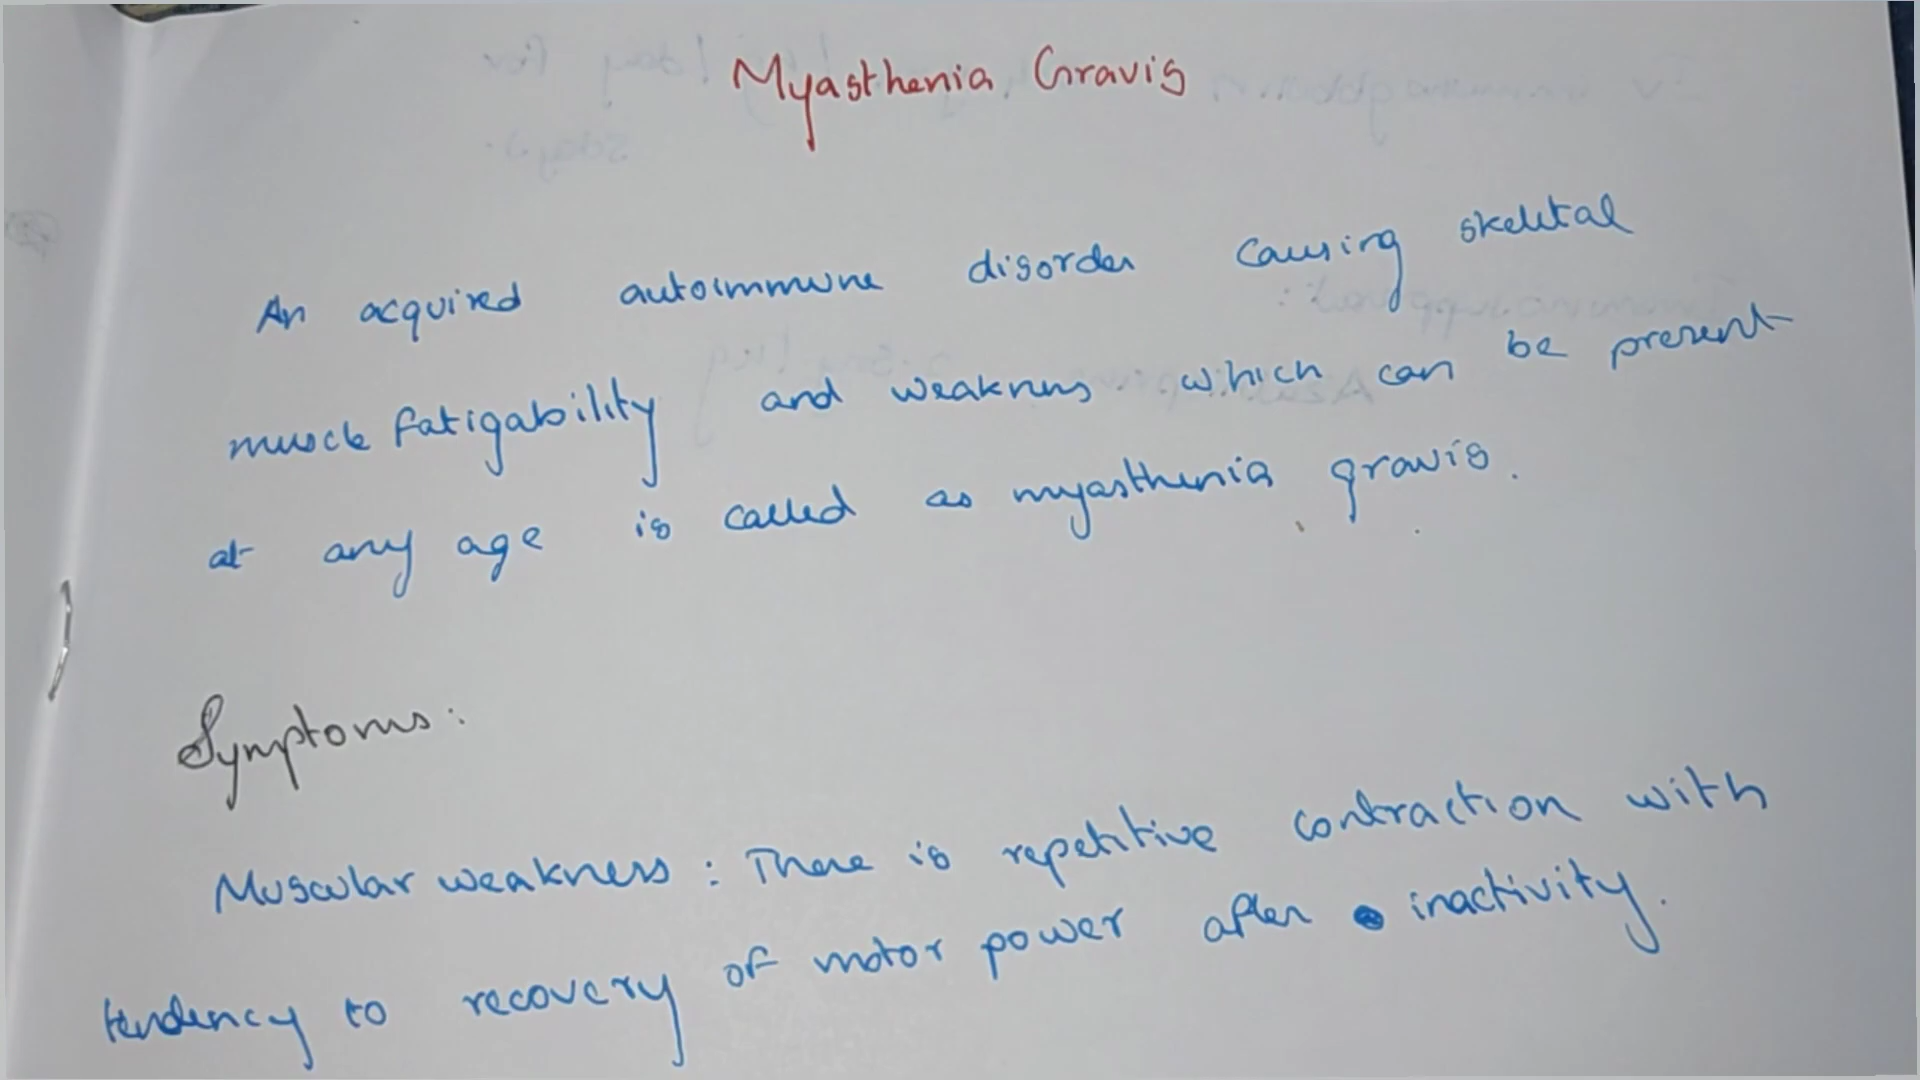 Myasthenia Gravis
An acquired autoimmune disorder causing skeletal
muscle fatigability and weakness which can be present
at any age is called as myasthenia gravis.
Symptoms:
Muscular weakness : There is repetitive contraction with
tendency to recovery of motor power after inactivity.